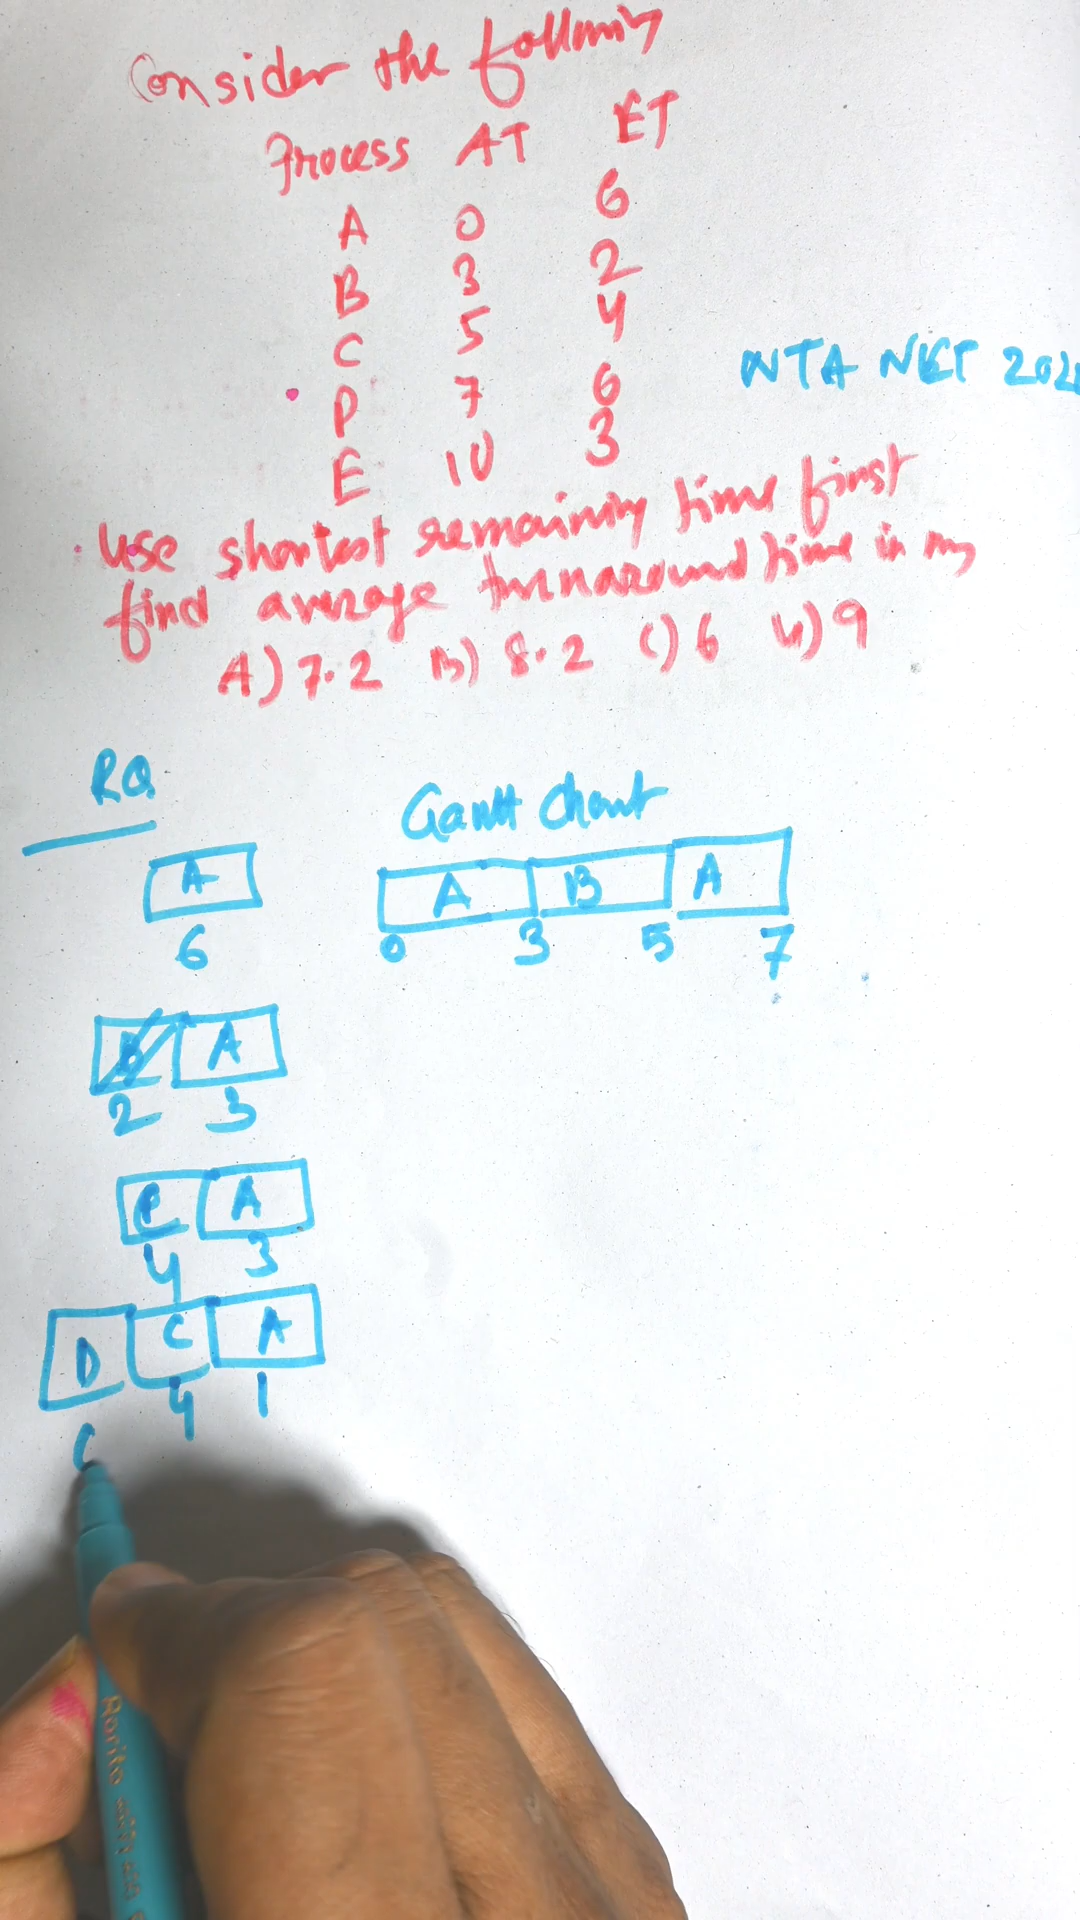 Consider the following
Process AT ET
A 0 6
B 3 2
C 5 4
NTA NET 202
D 7 6
E 10 3
Use shortest remaining time first
find average turnaround time in ms
A) 7.2 B) 8.2 C) 6 4) 9
RQ
Gantt Chart
A
6
A B A
0 3 5 7
B A
2 3
C A
4 3
D C A
4 1